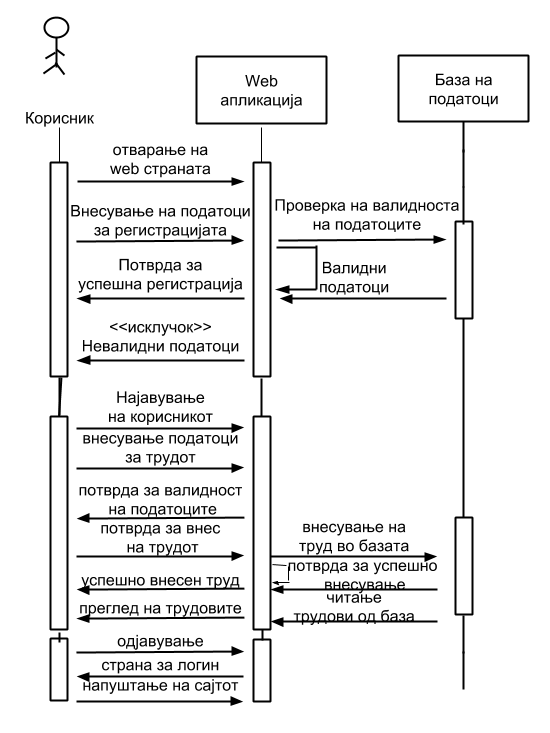 Корисник
Web
апликација
База на
податоци
отварање на
web страната
Внесување на податоци
за регистрацијата
Проверка на валидноста
на податоците
Потврда за
успешна регистрација
Валидни
податоци
<<исклучок>>
Невалидни податоци
Најавување
на корисникот
внесување податоци
за трудот
потврда за валидност
на податоците
потврда за внес
на трудот
внесување на
труд во базата
потврда за успешно
внесување
успешно внесен труд
читање
трудови од база
преглед на трудовите
одјавување
страна за логин
напуштање на сајтот